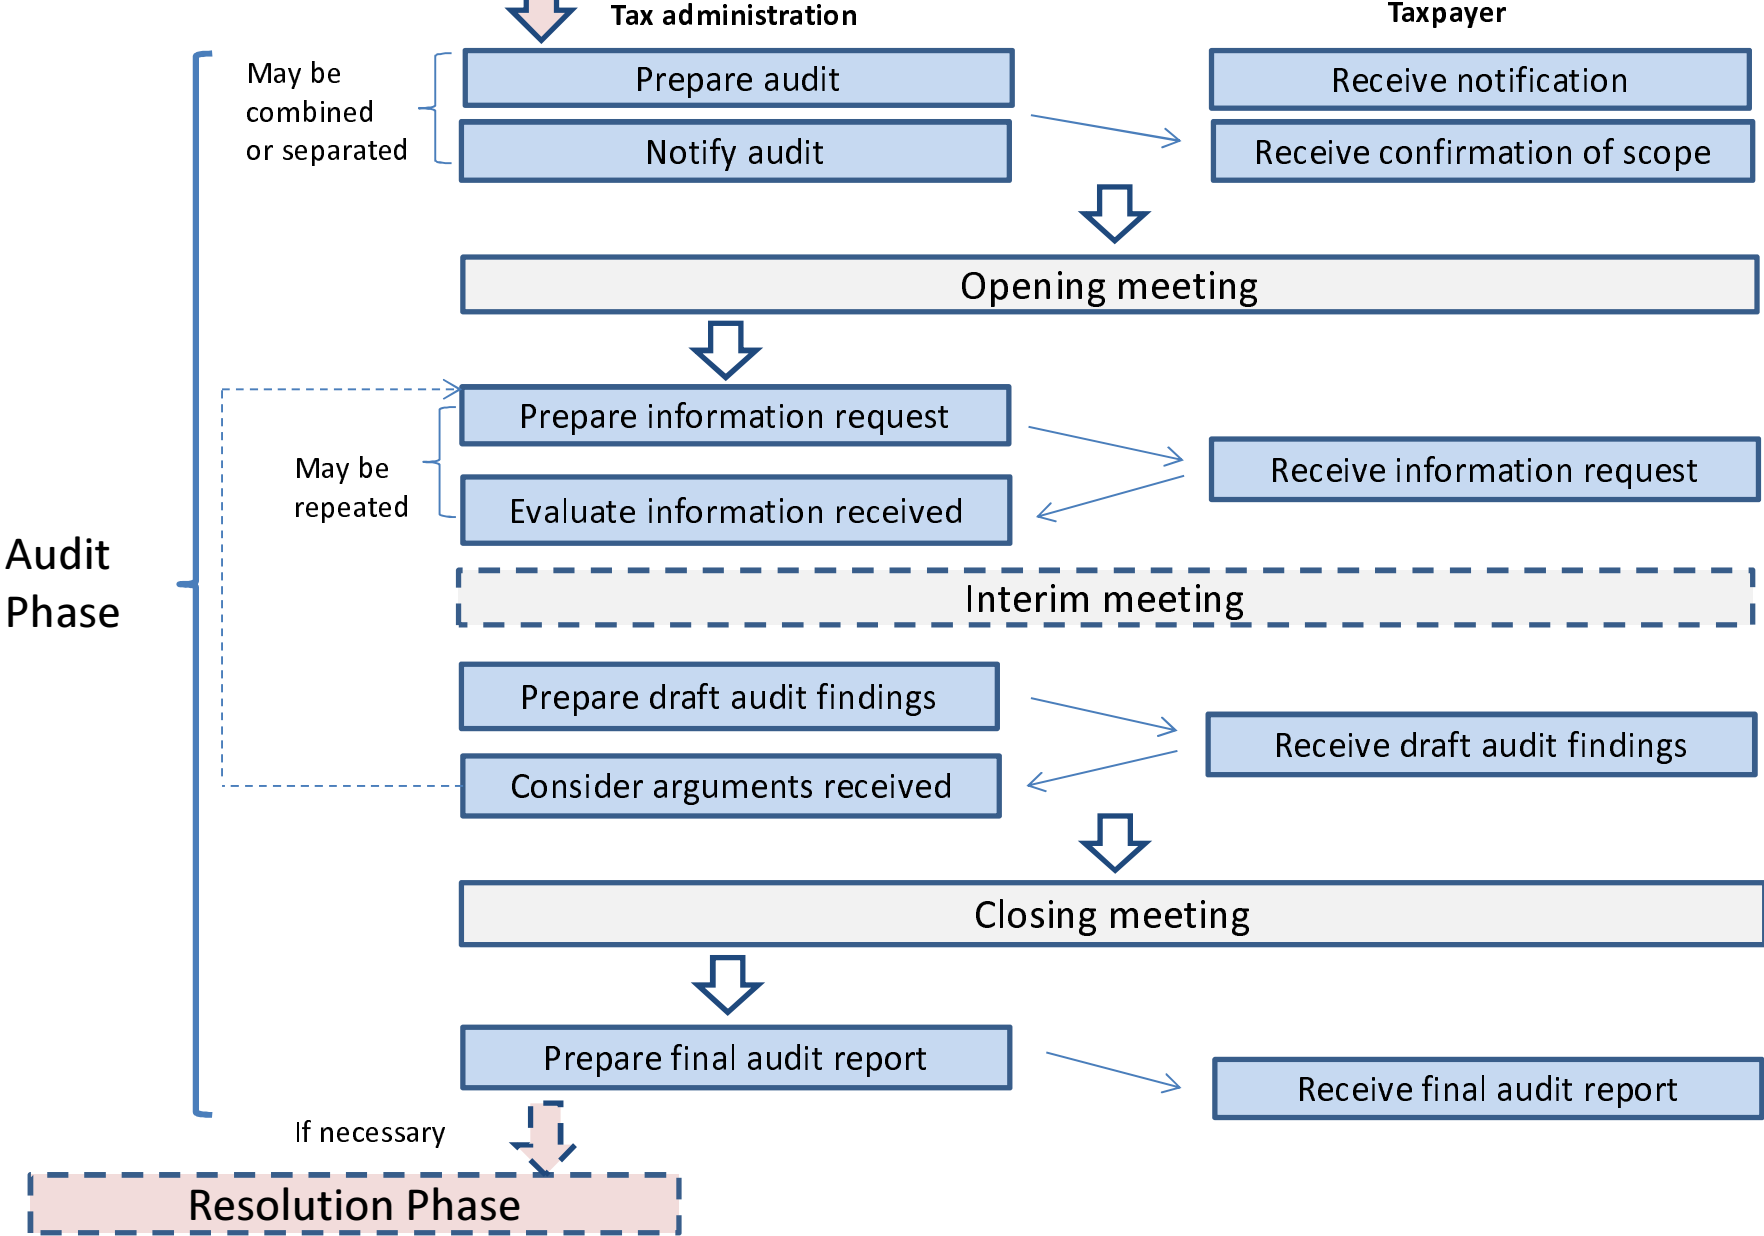 Tax administration
Taxpayer
May be
combined
or separated
Prepare audit
Receive notification
Notify audit
Receive confirmation of scope
Opening meeting
Prepare information request
May be
repeated
Receive information request
Evaluate information received
Audit
Phase
Interim meeting
Prepare draft audit findings
Receive draft audit findings
Consider arguments received
Closing meeting
Prepare final audit report
Receive final audit report
If necessary
Resolution Phase